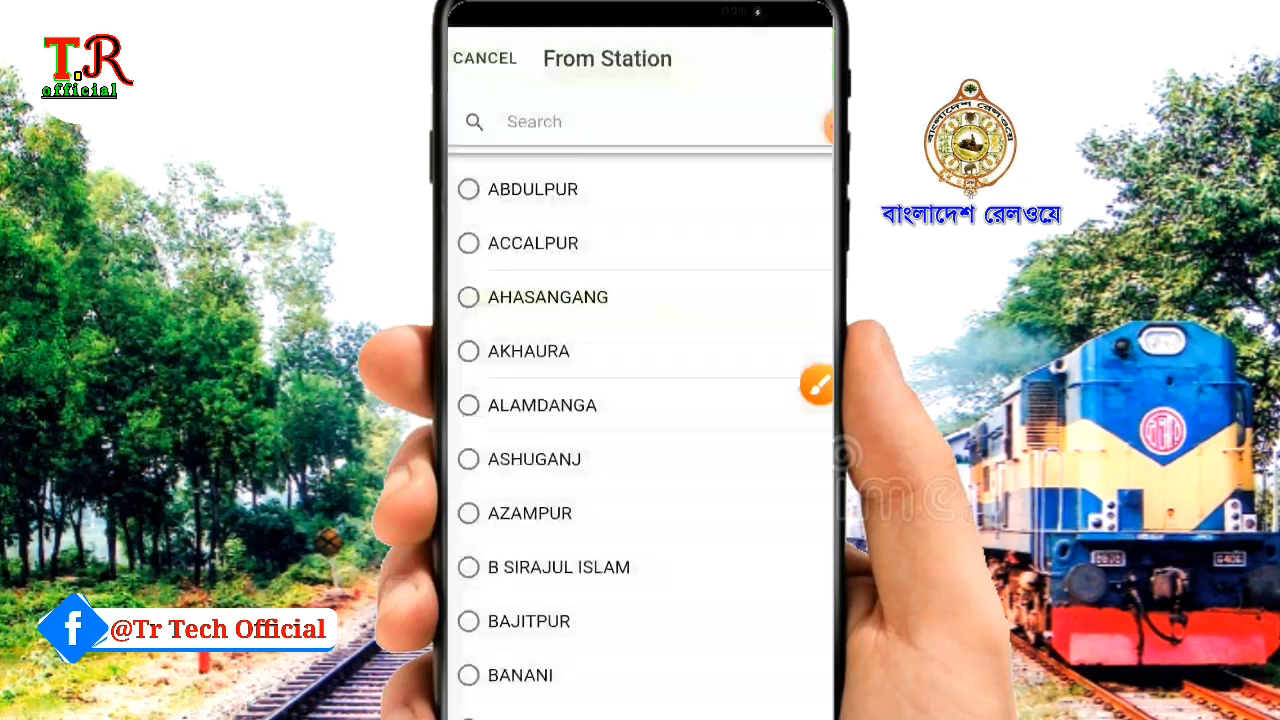 T.R
official
CANCEL From Station
Search
ABDULPUR
ACCALPUR
AHASANGANG
AKHAURA
ALAMDANGA
ASHUGANJ
AZAMPUR
B SIRAJUL ISLAM
BAJITPUR
BANANI
বাংলাদেশ রেলওয়ে
বাংলাদেশ রেলওয়ে
@Tr Tech Official